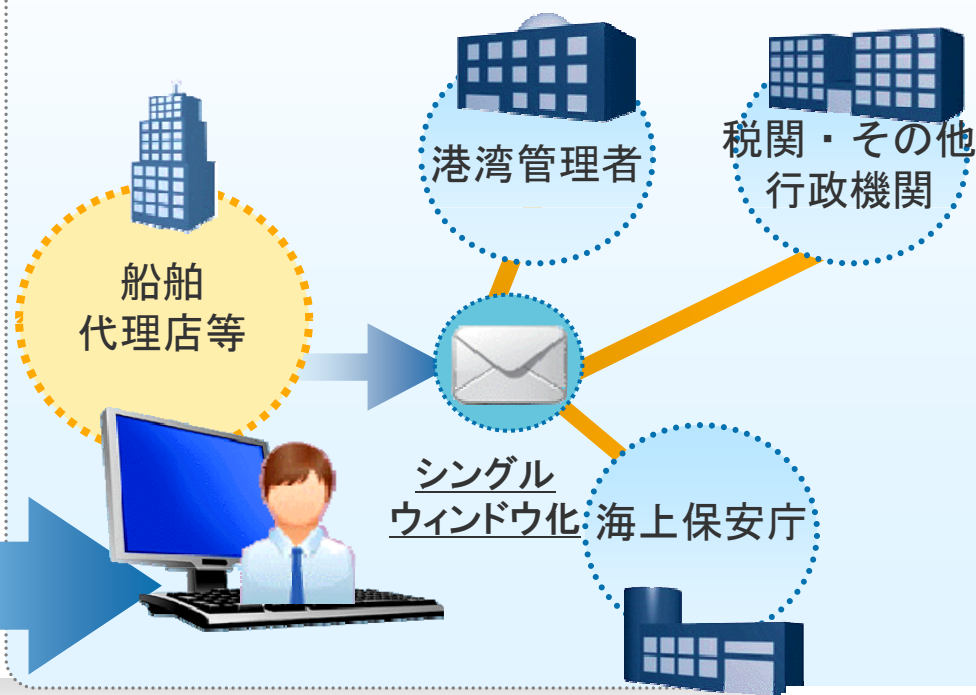 港湾管理者
税関・その他
行政機関
船舶
代理店等
シングル
ウィンドウ化
海上保安庁